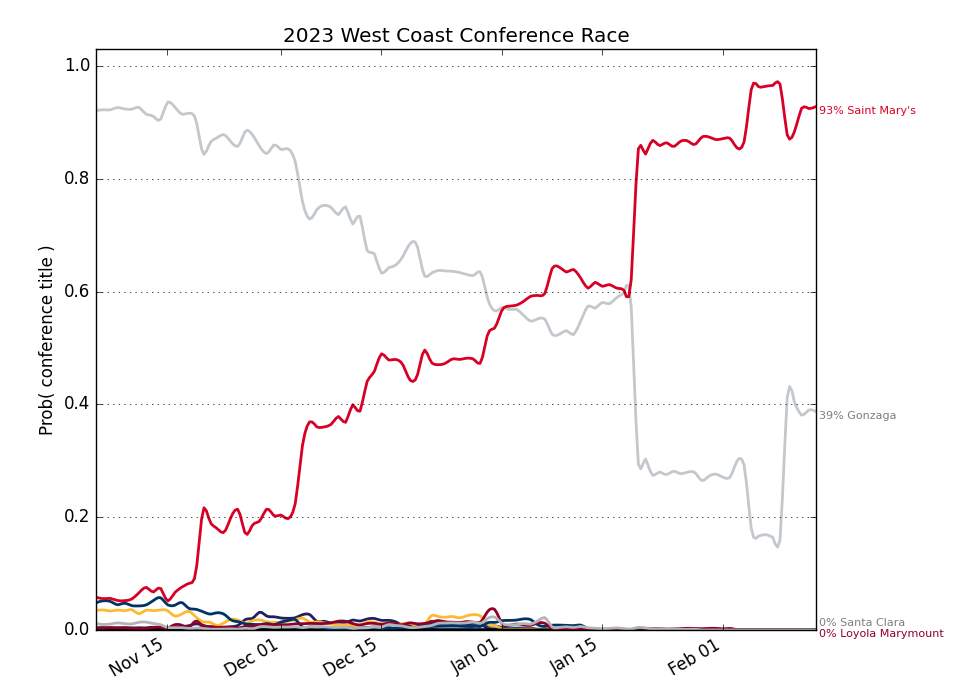 2023 West Coast Conference Race
1.0
0.8
0.6
0.4
0.2
0.0
Prob( conference title )
93% Saint Mary's
39% Gonzaga
0% Santa Clara
0% Loyola Marymount
Nov 15
Dec 01
Dec 15
Jan 01
Jan 15
Feb 01